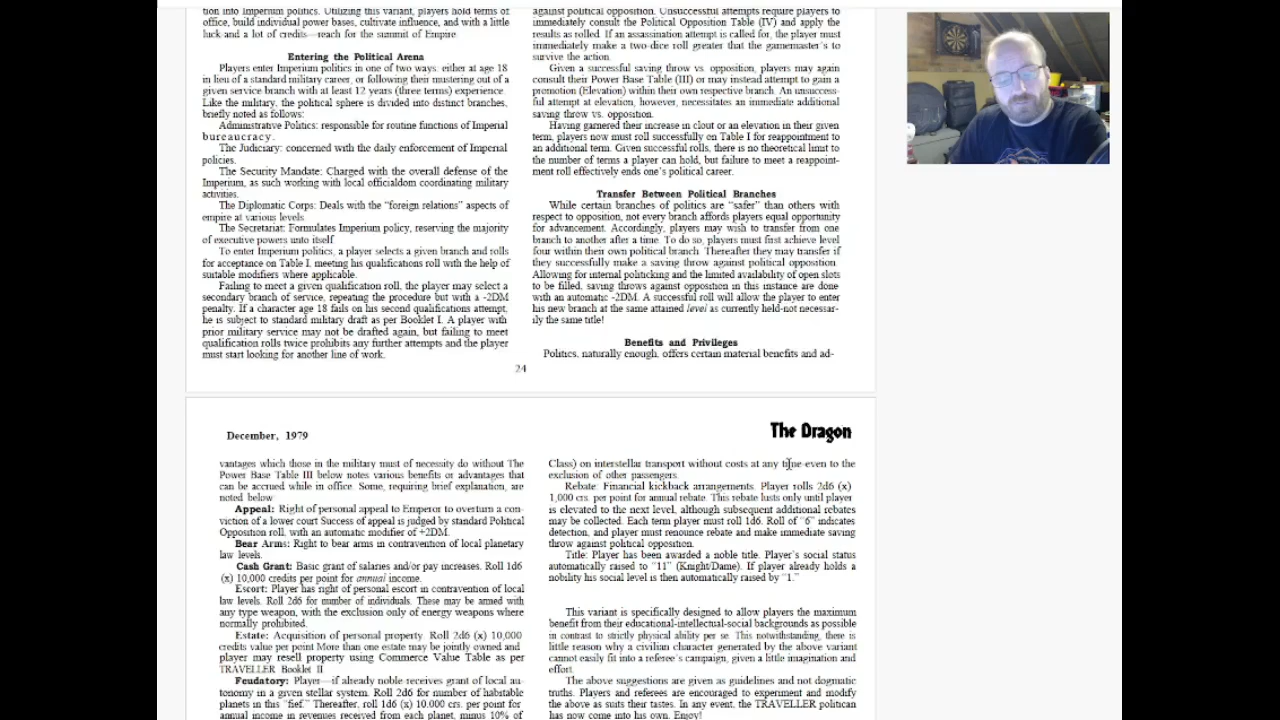 tion into Imperium politics. Utilizing this variant, players hold terms of
office, build individual power bases, cultivate influence, and with a little
luck-and a lot of credits—reach for the summit of Empire.
Entering the Political Arena
Players enter Imperium politics in one of two ways: either at age 18
in lieu of a standard military career, or following their mustering out of a
given service branch with at least 12 years (three terms) experience.
Like the military, the political sphere is divided into distinct branches,
briefly noted as follows:
Administrative Politics: responsible for routine functions of Imperial
bureaucracy.
The Judiciary: concerned with the daily enforcement of Imperial
policies.
The Security Mandate: Charged with the overall defense of the
Imperium, as such working with local officialdom coordinating military
activities.
The Diplomatic Corps: Deals with the “foreign relations” aspects of
empire at various levels
The Secretariat: Formulates Imperium policy, reserving the majority
of executive powers unto itself
To enter Imperium politics, a player selects a given branch and rolls
for acceptance on Table I, meeting his qualifications roll with the help of
suitable modifiers where applicable.
Failing to meet a given qualification roll, the player may select a
secondary branch of service, repeating the procedure but with a -2DM
penalty. If a character age 18 fails on his second qualifications attempt,
he is subject to standard military draft as per Booklet I. A player with
prior military service may not be drafted again, but failing to meet
qualification rolls twice prohibits any further attempts and the player
must start looking for another line of work.
against political opposition. Unsuccessful attempts require players to
immediately consult the Political Opposition Table (IV) and apply the
results as rolled. If an assassination attempt is called for, the player must
immediately make a two-dice roll greater that the gamemaster's to
survive the action.
Given a successful saving throw vs. opposition, players may again
consult their Power Base Table (III) or may instead attempt to gain a
promotion (Elevation) within their own respective branch. An unsuccess-
ful attempt at elevation, however, necessitates an immediate additional
saving throw vs. opposition.
Having garnered their increase in clout or an elevation in their given
term, players now must roll successfully on Table I for reappointment to
an additional term. Given successful rolls, there is no theoretical limit to
the number of terms a player can hold, but failure to meet a reappoint-
ment roll effectively ends one's political career.
Transfer Between Political Branches
While certain branches of politics are “safer” than others with
respect to opposition, not every branch affords players equal opportunity
for advancement. Accordingly, players may wish to transfer from one
branch to another after a time. To do so, players must first achieve level
four within their own political branch. Thereafter they may transfer if
they successfully make a saving throw against political opposition.
Allowing for internal politicking and the limited availability of open slots
to be filled, saving throws against opposition in this instance are done
with an automatic -2DM. A successful roll will allow the player to enter
his new branch at the same attained level as currently held-not necessar-
ily the same title!
Benefits and Privileges
Politics, naturally enough, offers certain material benefits and ad-
24
December, 1979
The Dragon
vantages which those in the military must of necessity do without The
Power Base Table III below notes various benefits or advantages that
can be accrued while in office. Some, requiring brief explanation, are
noted below
Appeal: Right of personal appeal to Emperor to overturn a con-
viction of a lower court Success of appeal is judged by standard Political
Opposition roll, with an automatic modifier of +2DM.
Bear Arms: Right to bear arms in contravention of local planetary
law levels.
Cash Grant: Basic grant of salaries and/or pay increases. Roll 1d6
(x) 10,000 credits per point for annual income.
Escort: Player has right of personal escort in contravention of local
law levels. Roll 2d6 for number of individuals. These may be armed with
any type weapon, with the exclusion only of energy weapons where
normally prohibited.
Estate: Acquisition of personal property. Roll 2d6 (x) 10,000
credits value per point More than one estate may be jointly owned and
player may resell property using Commerce Value Table as per
TRAVELLER Booklet II
Feudatory: Player—if already noble receives grant of local au-
tonomy in a given stellar system. Roll 2d6 for number of habitable
planets in this “fief.” Thereafter, roll 1d6 (x) 10.000 crs. per point for
annual income in revenues received from each planet, minus 10% of
Class) on interstellar transport without costs at any time-even to the
exclusion of other passengers.
Rebate: Financial kickback arrangements. Player rolls 2d6 (x)
1,000 crs. per point for annual rebate. This rebate lusts only until player
is elevated to the next level, although subsequent additional rebates
may be collected. Each term player must roll 1d6. Roll of “6” indicates
detection, and player must renounce rebate and make immediate saving
throw against political opposition.
Title: Player has been awarded a noble title. Player's social status
automatically raised to “11” (Knight/Dame). If player already holds a
nobility his social level is then automatically raised by “1.”
This variant is specifically designed to allow players the maximum
benefit from their educational-intellectual-social backgrounds as possible
in contrast to strictly physical ability per se. This notwithstanding, there is
little reason why a civilian character generated by the above variant
cannot easily fit into a referee's campaign, given a little imagination and
effort.
The above suggestions are given as guidelines and not dogmatic
truths. Players and referees are encouraged to experiment and modify
the above as suits their tastes. In any event, the TRAVELLER politican
has now come into his own. Enjoy!